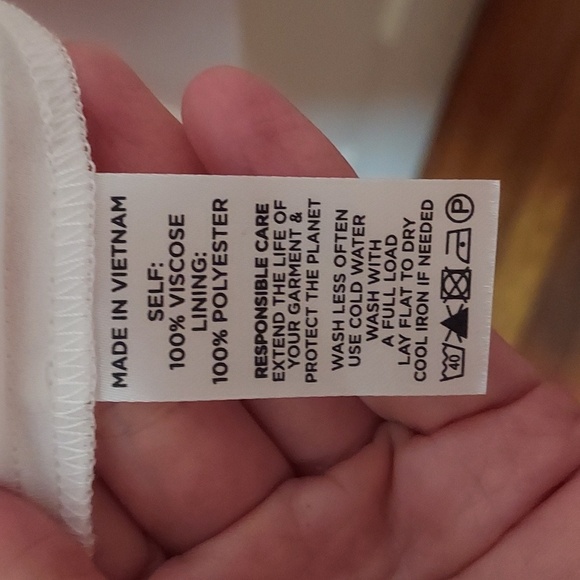 MADE IN VIETNAM
SELF:
100% VISCOSE
LINING:
100% POLYESTER
RESPONSIBLE CARE
EXTEND THE LIFE OF
YOUR GARMENT &
PROTECT THE PLANET
WASH LESS OFTEN
USE COLD WATER
WASH WITH
A FULL LOAD
LAY FLAT TO DRY
COOL IRON IF NEEDED
40 P